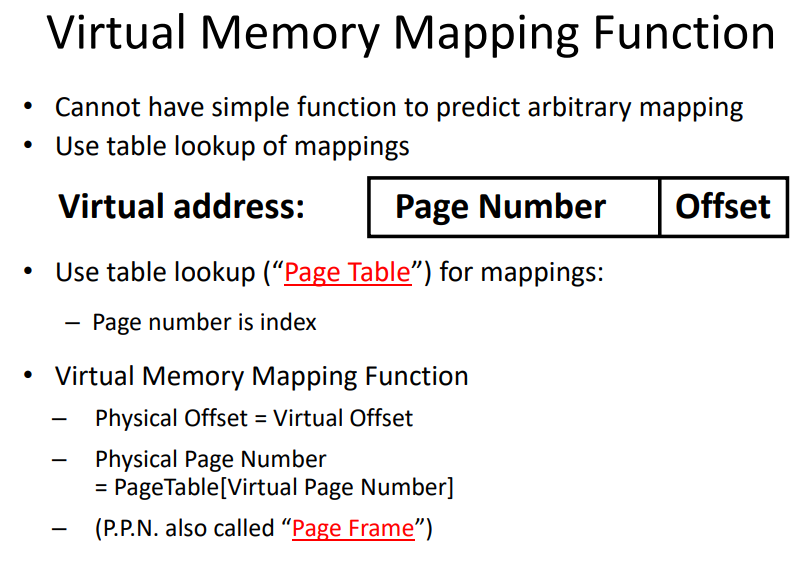 Virtual Memory Mapping Function
• Cannot have simple function to predict arbitrary mapping
• Use table lookup of mappings
Virtual address: Page Number Offset
• Use table lookup (“Page Table”) for mappings:
– Page number is index
• Virtual Memory Mapping Function
– Physical Offset = Virtual Offset
– Physical Page Number
= PageTable[Virtual Page Number]
– (P.P.N. also called “Page Frame”)